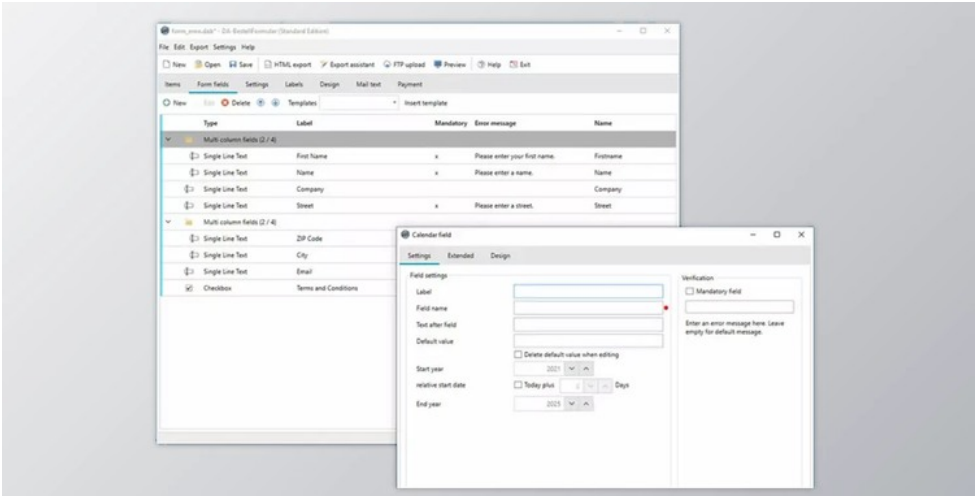 form_xxxx.dab* - DA-BestellFormular (Standard Edition)
File Edit Export Settings Help
New Open Save HTML export Export assistant FTP upload Preview Help Exit
Items Form fields Settings Labels Design Mail text Payment
New Edit Delete Templates Insert template
Type Label Mandatory Error message Name
Multi column fields (2 / 4)
Single Line Text First Name x Please enter your first name. Firstname
Single Line Text Name x Please enter a name. Name
Single Line Text Company Company
Single Line Text Street x Please enter a street. Street
Multi column fields (2 / 4)
Single Line Text ZIP Code
Single Line Text City
Single Line Text Email
Checkbox Terms and Conditions
Calender field
Settings Extended Design
Field settings
Label
Field name
Text after field
Default value
Delete default value when editing
Start year 2021
relative start date Today plus Days
End year 2025
Verification
Mandatory field
Enter an error message here. Leave
empty for default message.